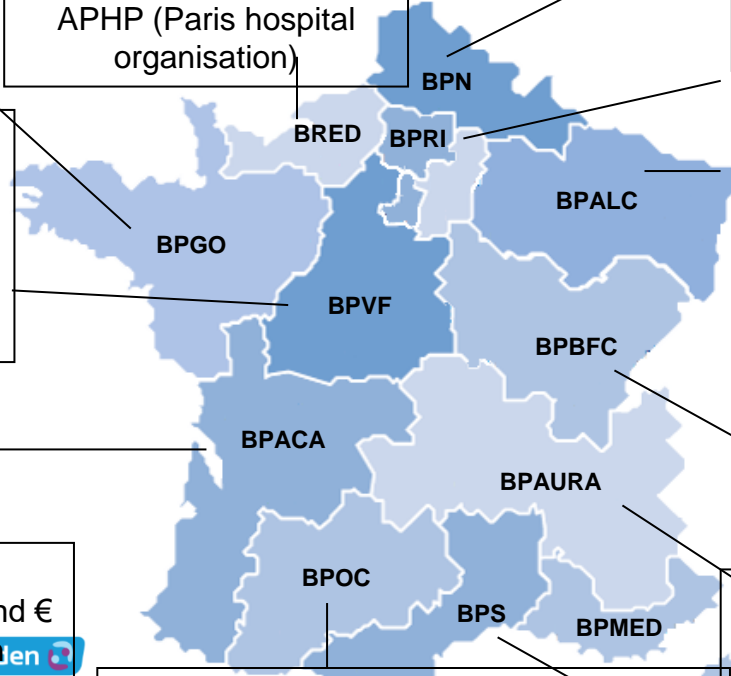 APHP (Paris hospital
organisation)
BPN
BRED
BPRI
BPALC
BPGO
BPVF
BPBFC
BPACA
BPAURA
BPOC
BPS
BPMED
nd €
den